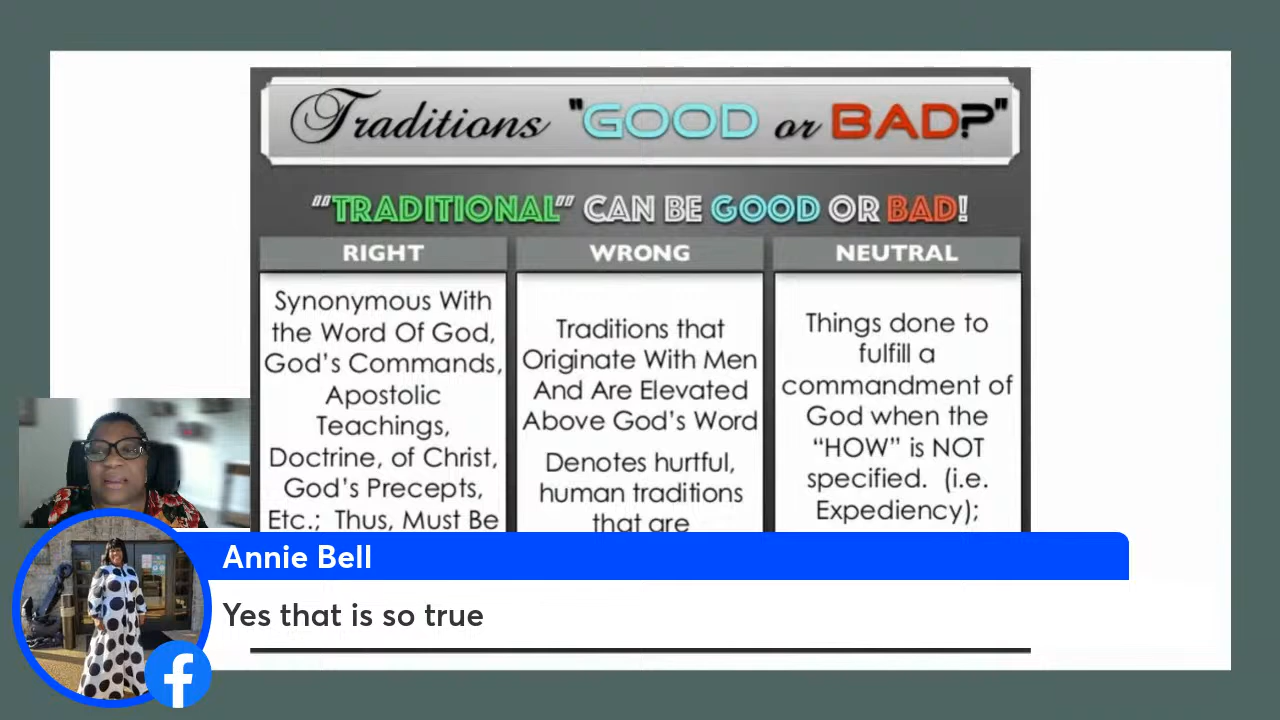 Traditions "GOOD or BAD?"
"TRADITIONAL" CAN BE GOOD OR BAD!
RIGHT
Synonymous With
the Word Of God,
God's Commands,
Apostolic
Teachings,
Doctrine, of Christ,
God's Precepts,
Etc.; Thus, Must Be
WRONG
Traditions that
Originate With Men
And Are Elevated
Above God's Word
Denotes hurtful,
human traditions
that are
NEUTRAL
Things done to
fulfill a
commandment of
God when the
"HOW" is NOT
specified. (i.e.
Expediency);
Annie Bell
Yes that is so true